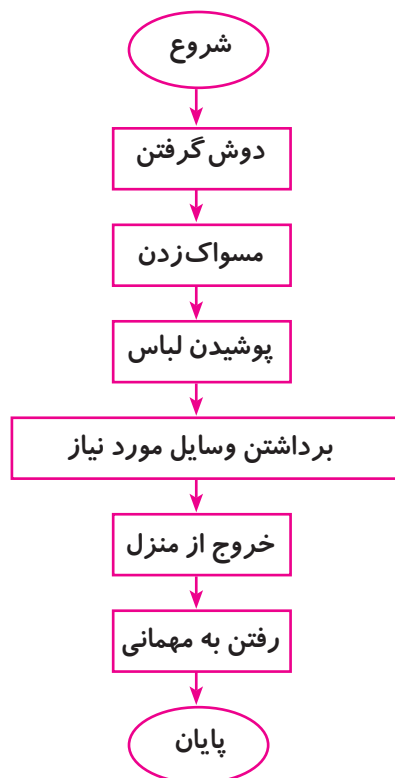 شروع
دوش گرفتن
مسواک زدن
پوشیدن لباس
برداشتن وسایل مورد نیاز
خروج از منزل
رفتن به مهمانی
پایان